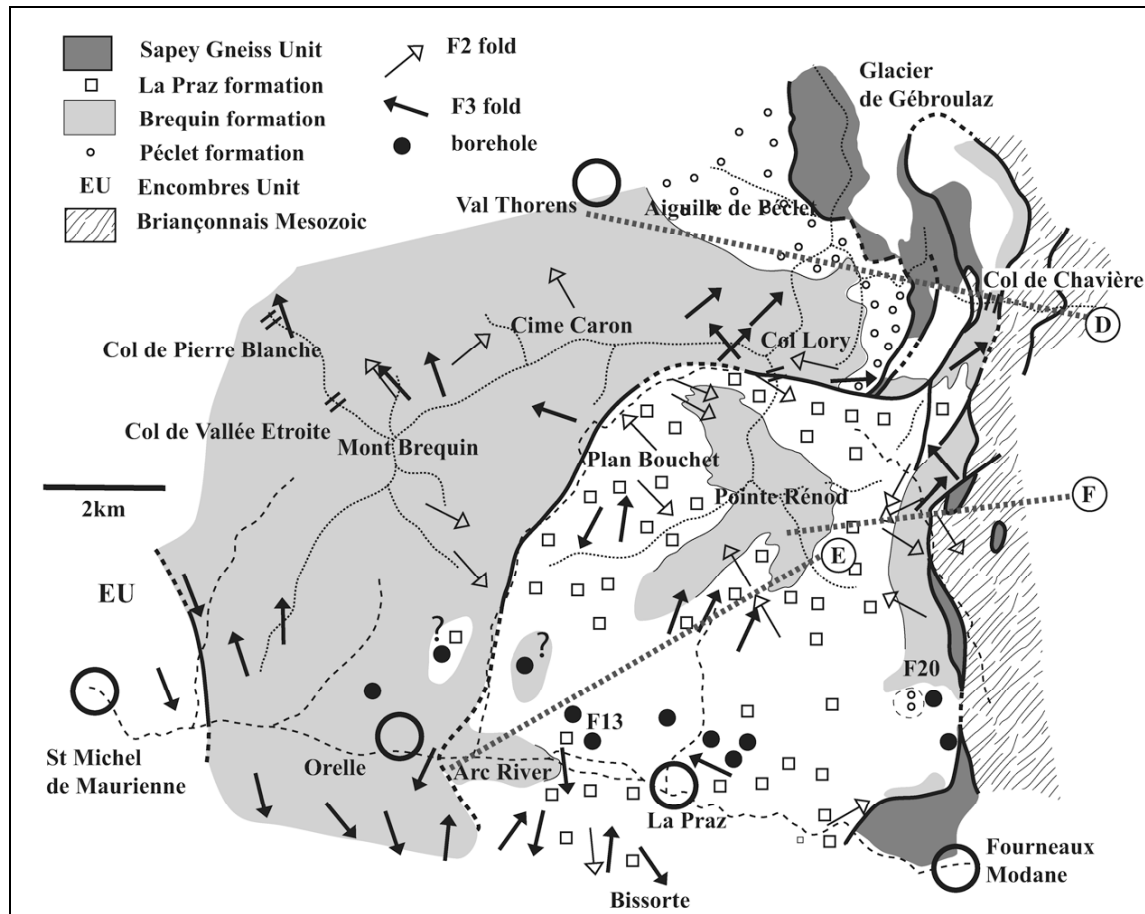 Sapey Gneiss Unit
La Praz formation
Brequin formation
Péclet formation
EU Encombres Unit
Briançonnais Mesozoic
F2 fold
F3 fold
borehole
Glacier
de Gébroulaz
Val Thorens
Aiguille de Péclet
Col de Chavière
D
Cime Caron
Col Lory
Col de Pierre Blanche
Col de Vallée Etroite
Mont Brequin
Plan Bouchet
Pointe Rénod
F
2km
E
EU
?
?
F20
St Michel
de Maurienne
Orelle
F13
Arc River
La Praz
Fourneaux
Modane
Bissorte